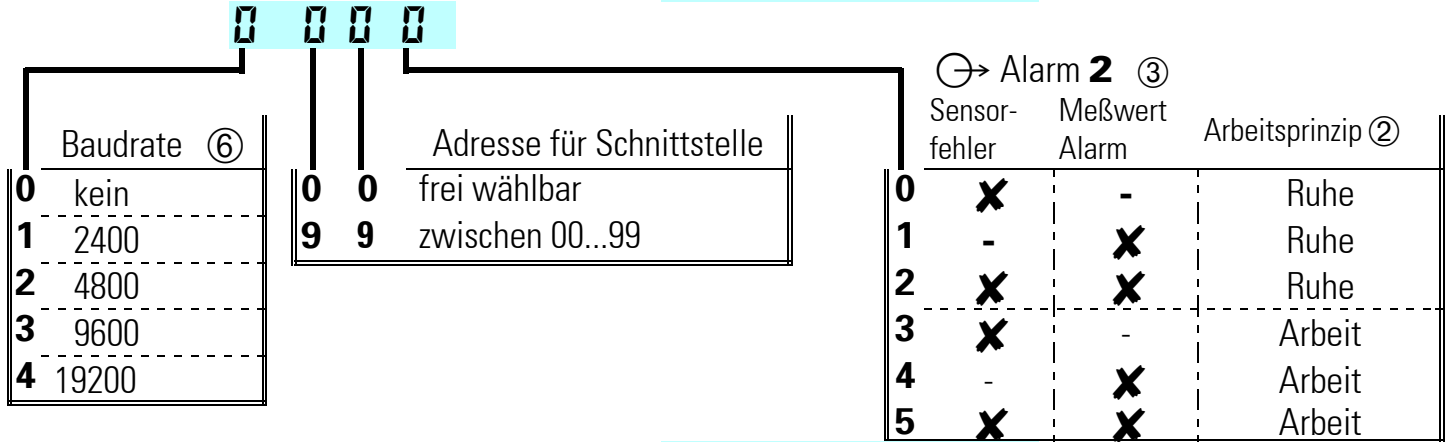 0 0 0 0
Baudrate ⑥
0 kein
1 2400
2 4800
3 9600
4 19200
Adresse für Schnittstelle
0 0 frei wählbar
9 9 zwischen 00...99
Alarm 2 ③
Sensor-fehler Meßwert Alarm Arbeitsprinzip ②
0 ✘ - Ruhe
1 - ✘ Ruhe
2 ✘ ✘ Ruhe
3 ✘ - Arbeit
4 - ✘ Arbeit
5 ✘ ✘ Arbeit